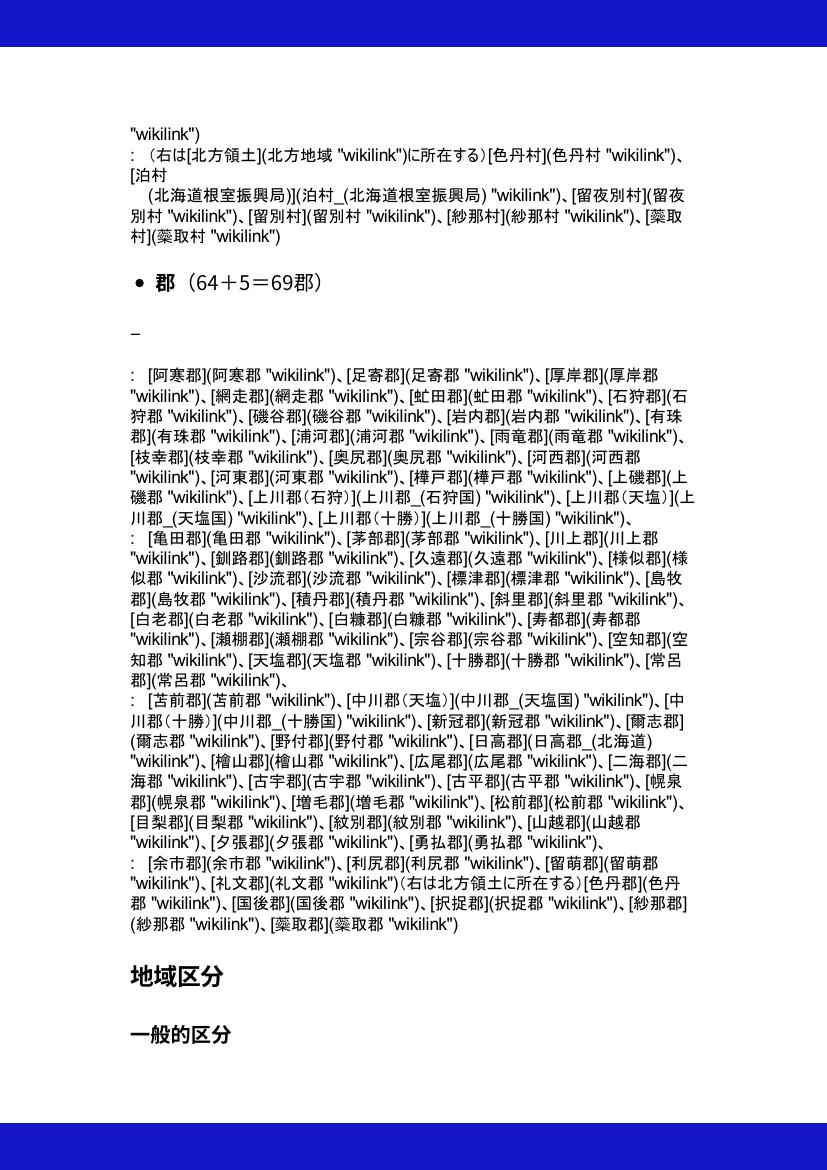 "wikilink")
: （右は[北方領土](北方地域 "wikilink")に所在する）[色丹村](色丹村 "wikilink")、
[泊村
(北海道根室振興局)](泊村_(北海道根室振興局) "wikilink")、[留夜別村](留夜
別村 "wikilink")、[留別村](留別村 "wikilink")、[紗那村](紗那村 "wikilink")、[蘂取
村](蘂取村 "wikilink")
• 郡（64＋5＝69郡）
–
: [阿寒郡](阿寒郡 "wikilink")、[足寄郡](足寄郡 "wikilink")、[厚岸郡](厚岸郡
"wikilink")、[網走郡](網走郡 "wikilink")、[虻田郡](虻田郡 "wikilink")、[石狩郡](石
狩郡 "wikilink")、[磯谷郡](磯谷郡 "wikilink")、[岩内郡](岩内郡 "wikilink")、[有珠
郡](有珠郡 "wikilink")、[浦河郡](浦河郡 "wikilink")、[雨竜郡](雨竜郡 "wikilink")、
[枝幸郡](枝幸郡 "wikilink")、[奥尻郡](奥尻郡 "wikilink")、[河西郡](河西郡
"wikilink")、[河東郡](河東郡 "wikilink")、[樺戸郡](樺戸郡 "wikilink")、[上磯郡](上
磯郡 "wikilink")、[上川郡（石狩）](上川郡_(石狩国) "wikilink")、[上川郡（天塩）](上
川郡_(天塩国) "wikilink")、[上川郡（十勝）](上川郡_(十勝国) "wikilink")、
: [亀田郡](亀田郡 "wikilink")、[茅部郡](茅部郡 "wikilink")、[川上郡](川上郡
"wikilink")、[釧路郡](釧路郡 "wikilink")、[久遠郡](久遠郡 "wikilink")、[様似郡](様
似郡 "wikilink")、[沙流郡](沙流郡 "wikilink")、[標津郡](標津郡 "wikilink")、[島牧
郡](島牧郡 "wikilink")、[積丹郡](積丹郡 "wikilink")、[斜里郡](斜里郡 "wikilink")、
[白老郡](白老郡 "wikilink")、[白糠郡](白糠郡 "wikilink")、[寿都郡](寿都郡
"wikilink")、[瀬棚郡](瀬棚郡 "wikilink")、[宗谷郡](宗谷郡 "wikilink")、[空知郡](空
知郡 "wikilink")、[天塩郡](天塩郡 "wikilink")、[十勝郡](十勝郡 "wikilink")、[常呂
郡](常呂郡 "wikilink")、
: [苫前郡](苫前郡 "wikilink")、[中川郡（天塩）](中川郡_(天塩国) "wikilink")、[中
川郡（十勝）](中川郡_(十勝国) "wikilink")、[新冠郡](新冠郡 "wikilink")、[爾志郡]
(爾志郡 "wikilink")、[野付郡](野付郡 "wikilink")、[日高郡](日高郡_(北海道)
"wikilink")、[檜山郡](檜山郡 "wikilink")、[広尾郡](広尾郡 "wikilink")、[二海郡](二
海郡 "wikilink")、[古宇郡](古宇郡 "wikilink")、[古平郡](古平郡 "wikilink")、[幌泉
郡](幌泉郡 "wikilink")、[増毛郡](増毛郡 "wikilink")、[松前郡](松前郡 "wikilink")、
[目梨郡](目梨郡 "wikilink")、[紋別郡](紋別郡 "wikilink")、[山越郡](山越郡
"wikilink")、[夕張郡](夕張郡 "wikilink")、[勇払郡](勇払郡 "wikilink")、
: [余市郡](余市郡 "wikilink")、[利尻郡](利尻郡 "wikilink")、[留萌郡](留萌郡
"wikilink")、[礼文郡](礼文郡 "wikilink")（右は北方領土に所在する）[色丹郡](色丹
郡 "wikilink")、[国後郡](国後郡 "wikilink")、[択捉郡](択捉郡 "wikilink")、[紗那郡]
(紗那郡 "wikilink")、[蘂取郡](蘂取郡 "wikilink")
地域区分
一般的区分